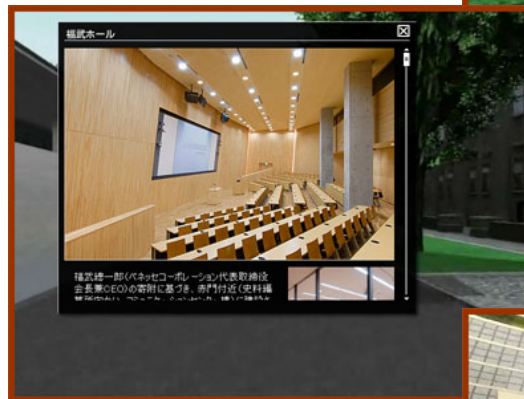 福武ホール
福武總一郎(ベネッセコーポレーション代表取締役
会長兼CEO)の寄附に基づき、赤門付近(史料編